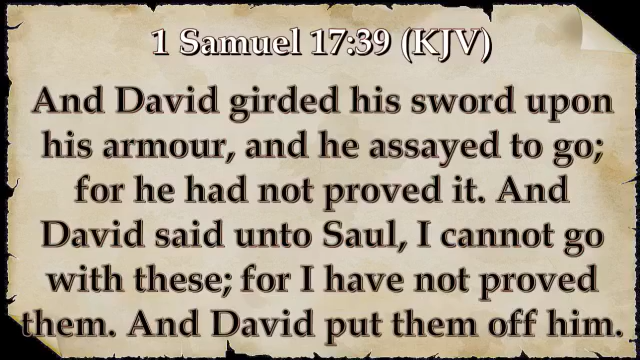 1 Samuel 17:39 (KJV)
And David girded his sword upon
his armour, and he assayed to go;
for he had not proved it. And
David said unto Saul, I cannot go
with these; for I have not proved
them. And David put them off him.